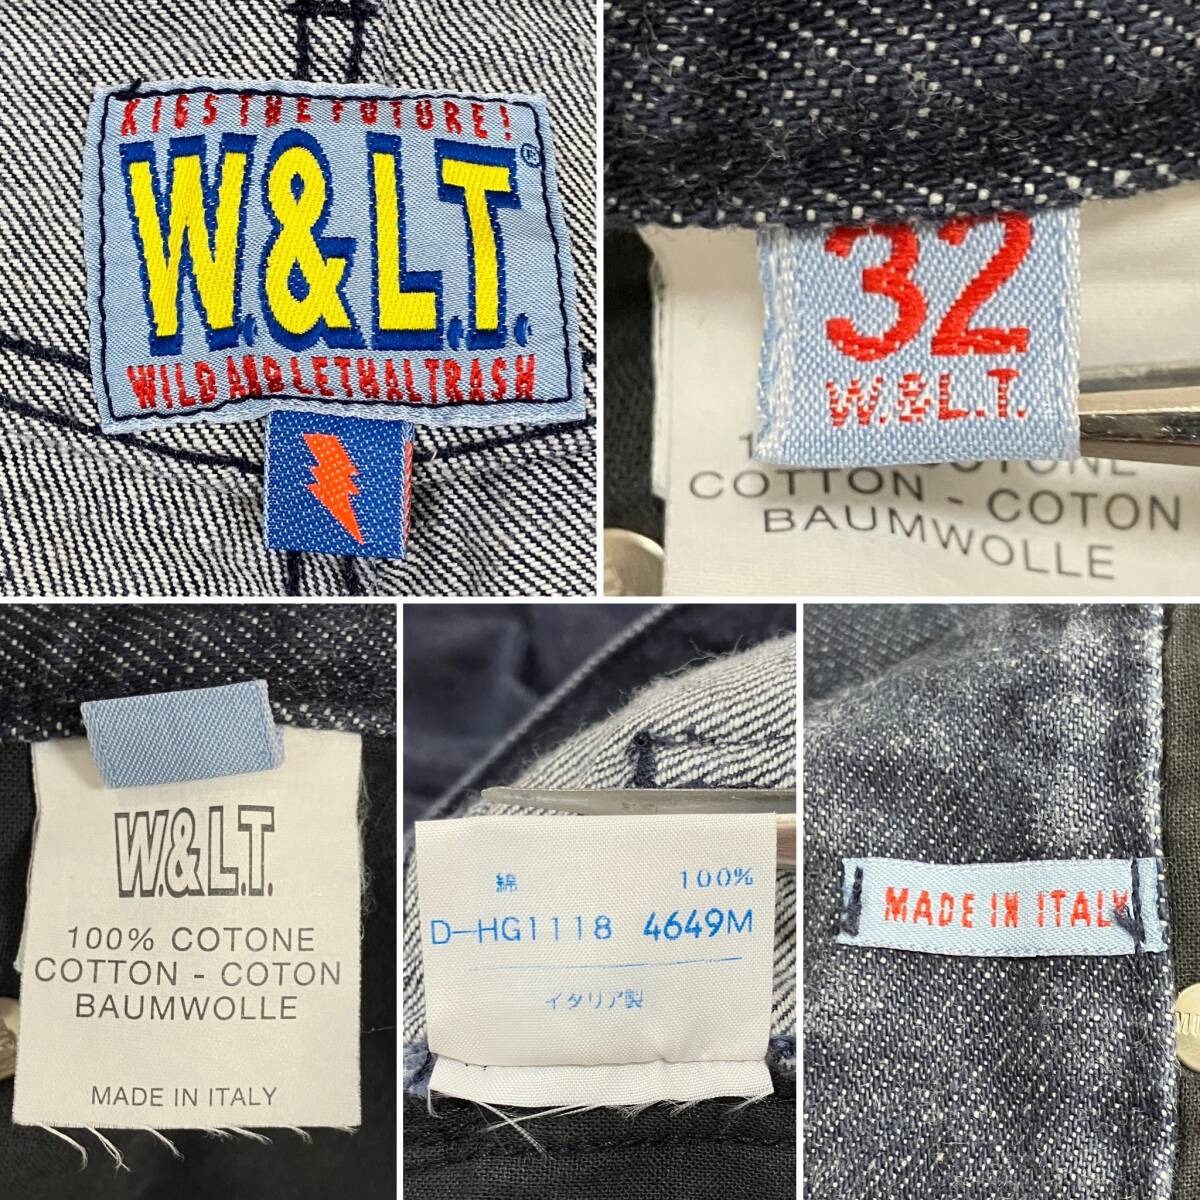 KISS THE FUTURE!
W.&L.T.®
WILD AND LETHAL TRASH
32
W.&L.T.
COTTON - COTON
BAUMWOLLE
W.&L.T.
100% COTONE
COTTON - COTON
BAUMWOLLE
MADE IN ITALY
綿 100%
D-HG1118 4649M
イタリア製
MADE IN ITALY